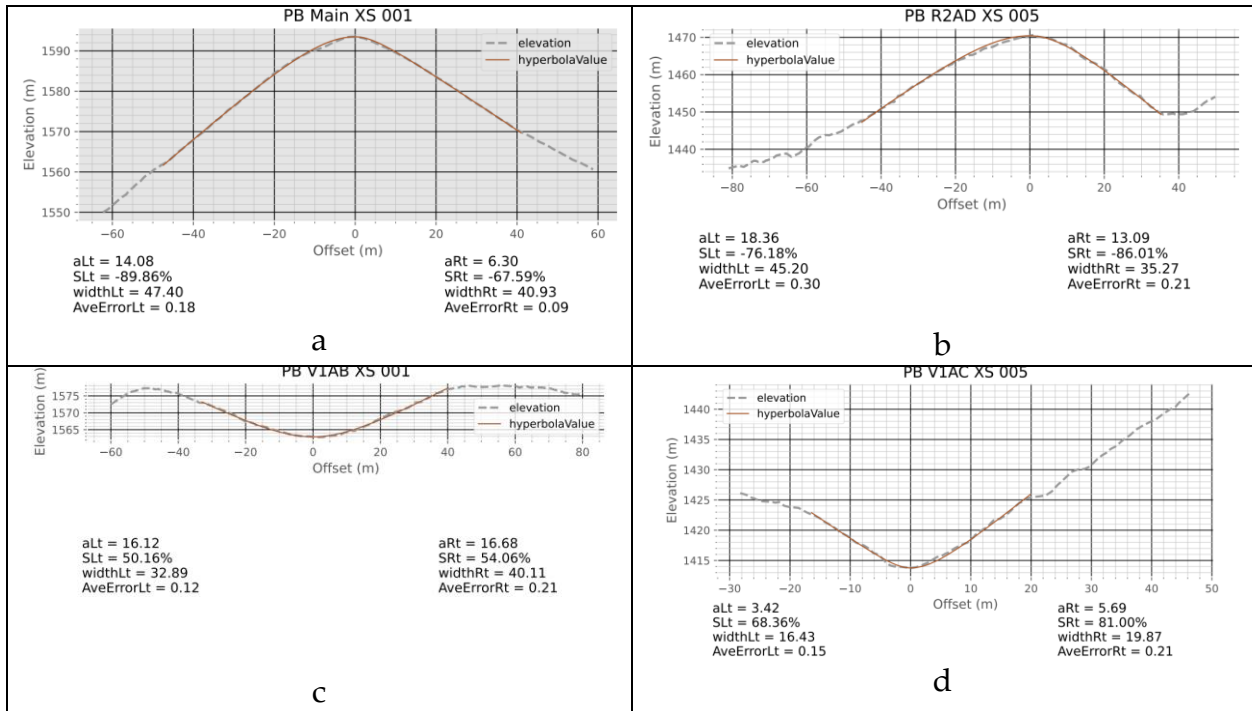 PB Main XS 001
elevation
hyperbolaValue
Elevation (m)
1590
1580
1570
1560
1550
−60 −40 −20 0 20 40 60
Offset (m)
aLt = 14.08
SLt = -89.86%
widthLt = 47.40
AveErrorLt = 0.18
aRt = 6.30
SRt = -67.59%
widthRt = 40.93
AveErrorRt = 0.09
a
PB R2AD XS 005
elevation
hyperbolaValue
Elevation (m)
1470
1460
1450
1440
−80 −60 −40 −20 0 20 40
Offset (m)
aLt = 18.36
SLt = -76.18%
widthLt = 45.20
AveErrorLt = 0.30
aRt = 13.09
SRt = -86.01%
widthRt = 35.27
AveErrorRt = 0.21
b
PB V1AB XS 001
elevation
hyperbolaValue
Elevation (m)
1575
1570
1565
−60 −40 −20 0 20 40 60 80
Offset (m)
aLt = 16.12
SLt = 50.16%
widthLt = 32.89
AveErrorLt = 0.12
aRt = 16.68
SRt = 54.06%
widthRt = 40.11
AveErrorRt = 0.21
c
PB V1AC XS 005
elevation
hyperbolaValue
Elevation (m)
1440
1435
1430
1425
1420
1415
−30 −20 −10 0 10 20 30 40 50
Offset (m)
aLt = 3.42
SLt = 68.36%
widthLt = 16.43
AveErrorLt = 0.15
aRt = 5.69
SRt = 81.00%
widthRt = 19.87
AveErrorRt = 0.21
d